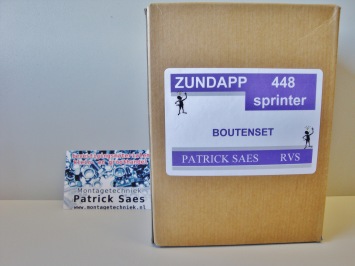 ZUNDAPP 448
sprinter
BOUTENSET
PATRICK SAES RVS
Montagetechniek
Patrick Saes
www.montagetechniek.nl